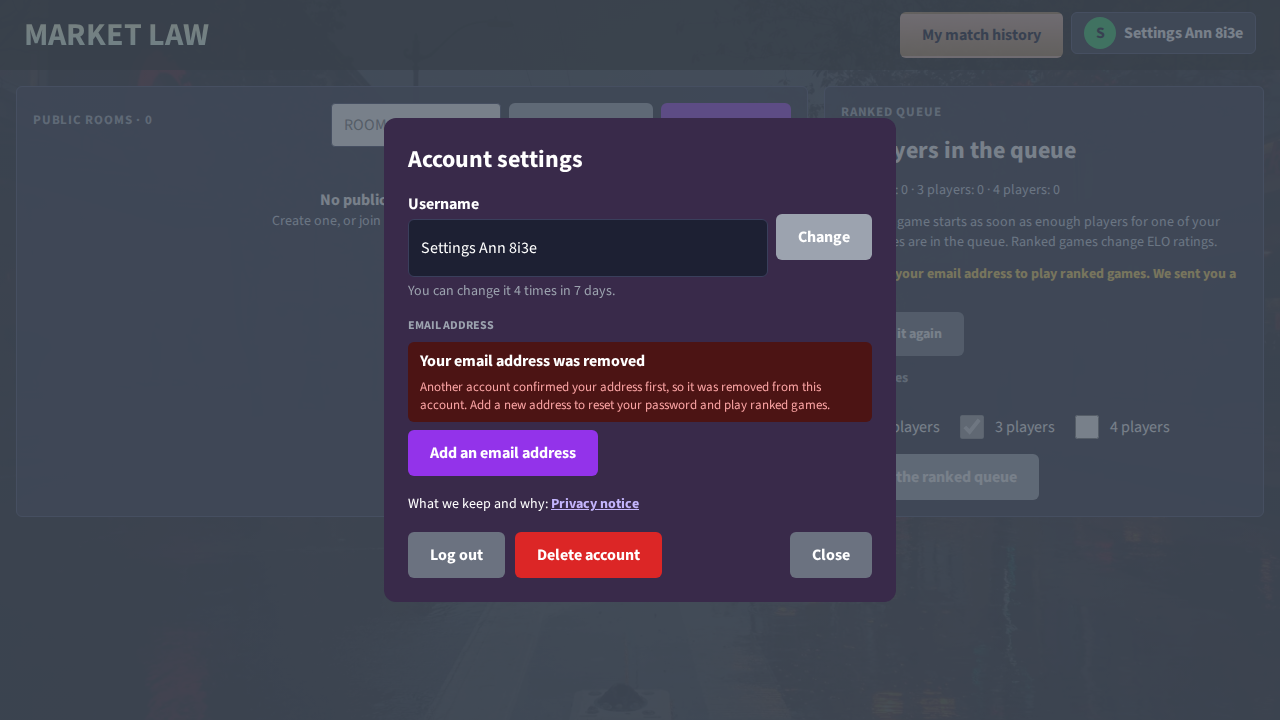 MARKET LAW
My match history
S
Settings Ann 8i3e
PUBLIC ROOMS · 0
ROOM
No public
Create one, or join
RANKED QUEUE
yers in the queue
: 0 · 3 players: 0 · 4 players: 0
game starts as soon as enough players for one of your
es are in the queue. Ranked games change ELO ratings.
your email address to play ranked games. We sent you a
it again
es
players
3 players
4 players
the ranked queue
Account settings
Username
Settings Ann 8i3e
Change
You can change it 4 times in 7 days.
EMAIL ADDRESS
Your email address was removed
Another account confirmed your address first, so it was removed from this
account. Add a new address to reset your password and play ranked games.
Add an email address
What we keep and why: Privacy notice
Log out
Delete account
Close